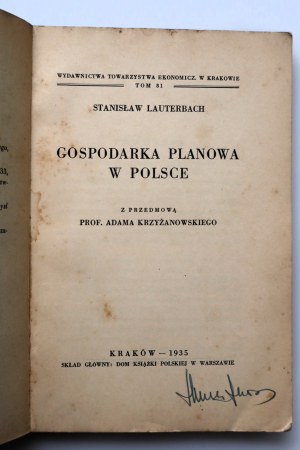 WYDAWNICTWA TOWARZYSTWA EKONOMICZ. W KRAKOWIE
TOM 81
STANISŁAW LAUTERBACH
GOSPODARKA PLANOWA
W POLSCE
Z PRZEDMOWĄ
PROF. ADAMA KRZYŻANOWSKIEGO
KRAKÓW — 1935
SKŁAD GŁÓWNY: DOM KSIĄŻKI POLSKIEJ W WARSZAWIE